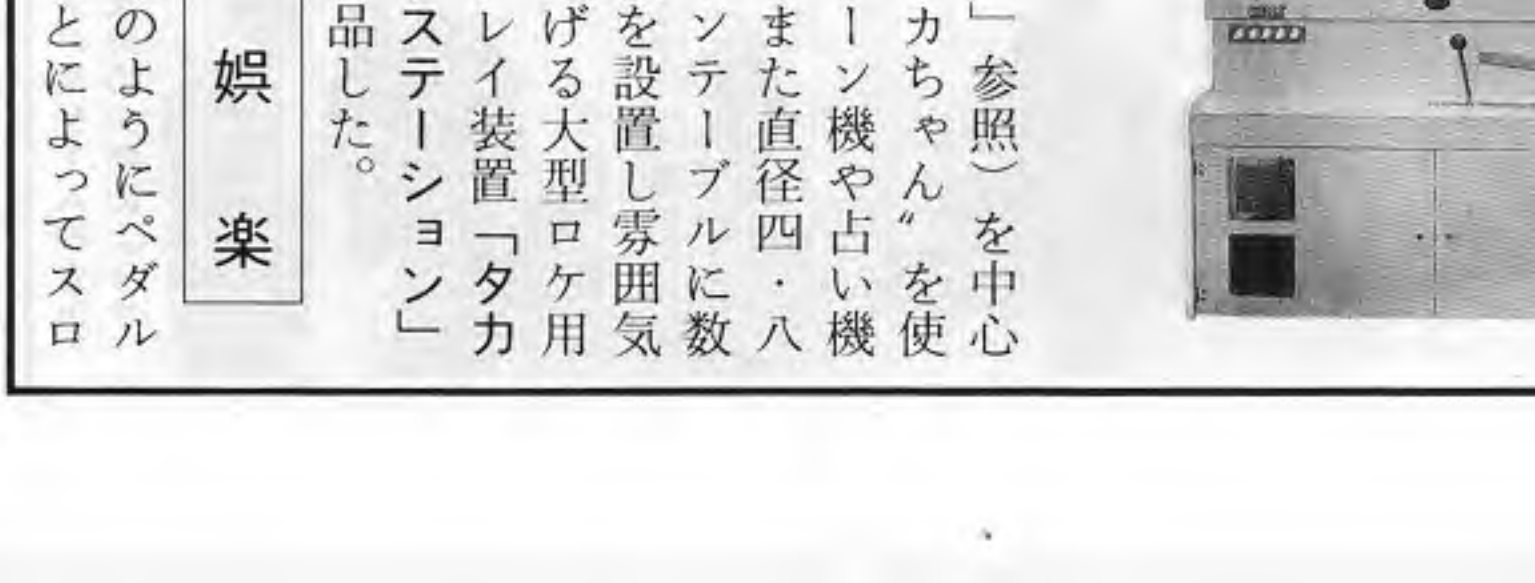 」参照）を中心
カちゃん〟を使
ーン機や占い機
また直径四・八
ンテーブルに数
を設置し雰囲気
げる大型ロケ用
レイ装置「タカ
ステーション」
品した。
娯楽
のようにペダル
とによってスロ